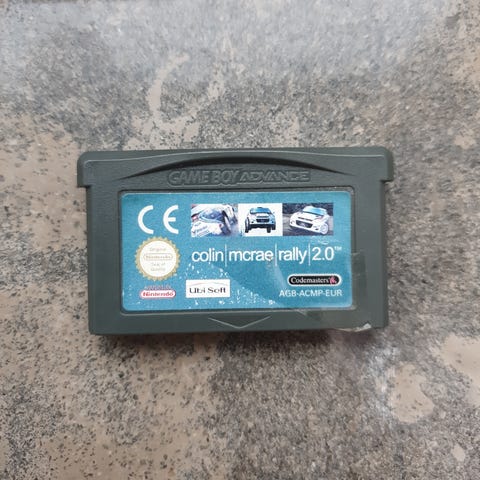 GAME BOY ADVANCE
CE
colin|mcrae|rally|2.0™
Original
Nintendo
Seal of
Quality
Nintendo
Ubi Soft
Codemasters
AGB-ACMP-EUR